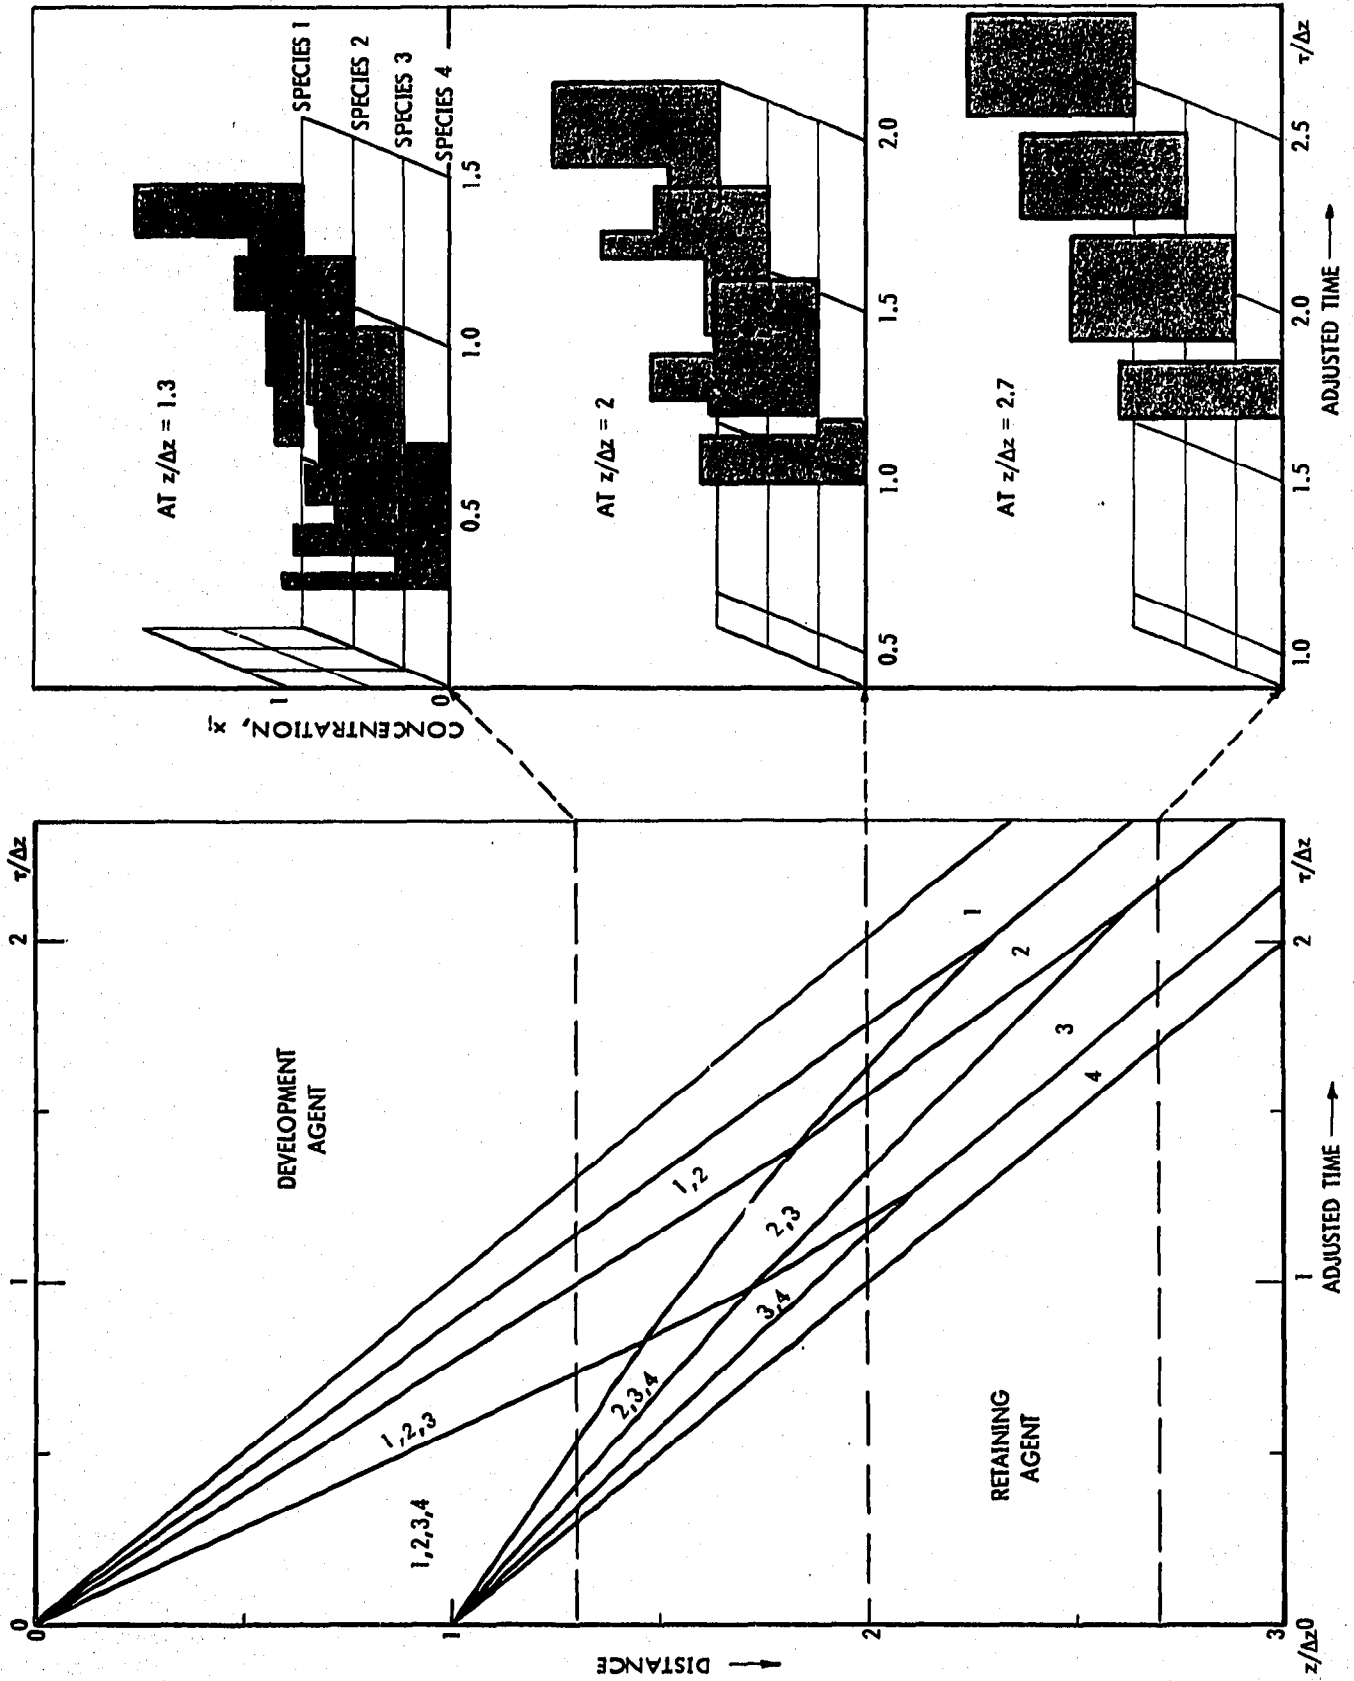 0
1
2
τ/Δz
DEVELOPMENT
AGENT
1,2,3
1,2,3,4
1,2
2,3
2,3,4
3,4
1
2
3
4
RETAINING
AGENT
0
1
2
3
DISTANCE
z/Δz
0
1
2
τ/Δz
ADJUSTED TIME
CONCENTRATION, xj
1
0
AT z/Δz = 1.3
SPECIES 1
SPECIES 2
SPECIES 3
SPECIES 4
0.5
1.0
1.5
AT z/Δz = 2
0.5
1.0
1.5
2.0
AT z/Δz = 2.7
1.0
1.5
2.0
2.5
τ/Δz
ADJUSTED TIME